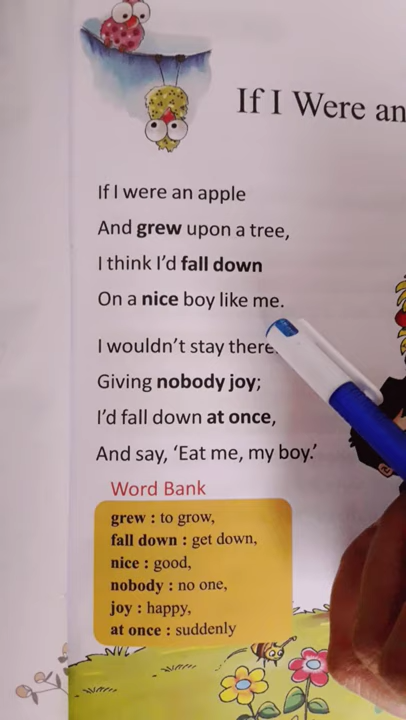 If I Were an
If I were an apple
And grew upon a tree,
I think I'd fall down
On a nice boy like me.
I wouldn't stay there
Giving nobody joy;
I'd fall down at once,
And say, 'Eat me, my boy.'
Word Bank
grew : to grow,
fall down : get down,
nice : good,
nobody : no one,
joy : happy,
at once : suddenly